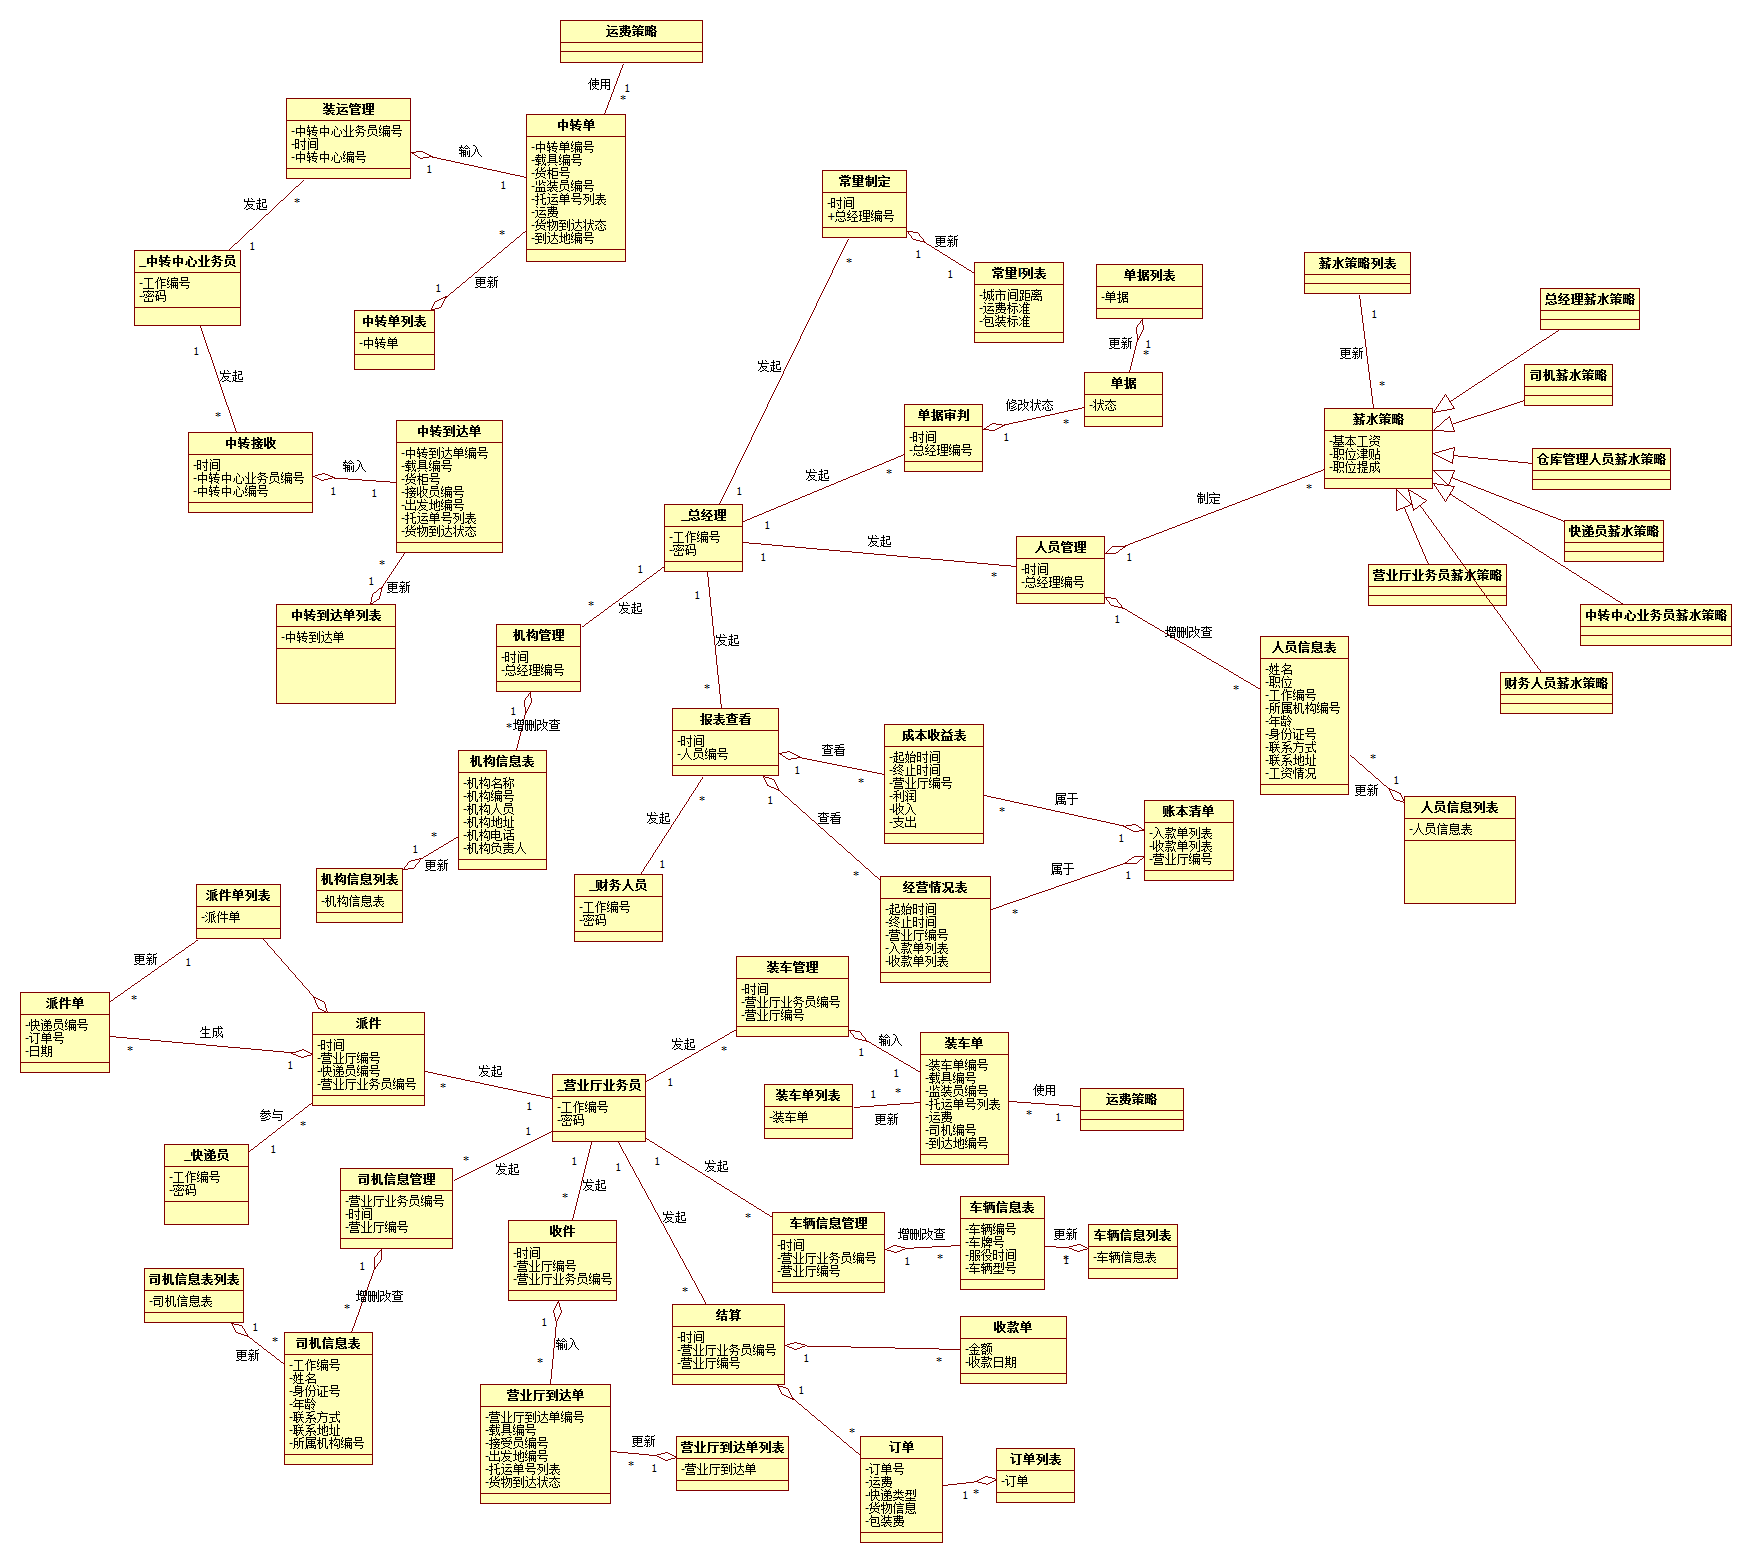 运费策略
使用
1
*
装运管理
-中转中心业务员编号
-时间
-中转中心编号
输入
1
1
中转单
-中转单编号
-载具编号
-货柜号
-监装员编号
-托运单号列表
-运费
-货物到达状态
-到达地编号
发起
*
1
_中转中心业务员
-工作编号
-密码
*
1
更新
中转单列表
-中转单
1
发起
*
中转接收
-时间
-中转中心业务员编号
-中转中心编号
输入
1
1
中转到达单
-中转到达单编号
-载具编号
-货柜号
-接收员编号
-出发地编号
-托运单号列表
-货物到达状态
*
1
更新
中转到达单列表
-中转到达单
常量制定
-时间
+总经理编号
更新
1
1
常量l列表
-城市间距离
-运费标准
-包装标准
*
发起
1
单据列表
-单据
更新
1
*
单据
-状态
修改状态
1
*
单据审判
-时间
-总经理编号
发起
*
1
_总经理
-工作编号
-密码
1
发起
*
人员管理
-时间
-总经理编号
制定
1
*
薪水策略列表
1
更新
*
薪水策略
-基本工资
-职位津贴
-职位提成
总经理薪水策略
司机薪水策略
仓库管理人员薪水策略
快递员薪水策略
营业厅业务员薪水策略
中转中心业务员薪水策略
财务人员薪水策略
1
增删改查
*
人员信息表
-姓名
-职位
-工作编号
-所属机构编号
-年龄
-身份证号
-联系方式
-联系地址
-工资情况
*
1
更新
人员信息列表
-人员信息表
1
*
发起
机构管理
-时间
-总经理编号
1
*
增删改查
机构信息表
-机构名称
-机构编号
-机构人员
-机构地址
-机构电话
-机构负责人
*
1
更新
机构信息列表
-机构信息表
1
发起
*
报表查看
-时间
-人员编号
查看
1
*
成本收益表
-起始时间
-终止时间
-营业厅编号
-利润
-收入
-支出
属于
*
1
账本清单
-入款单列表
-收款单列表
-营业厅编号
1
查看
*
经营情况表
-起始时间
-终止时间
-营业厅编号
-入款单列表
-收款单列表
属于
1
*
*
发起
1
_财务人员
-工作编号
-密码
派件单列表
-派件单
更新
1
*
派件单
-快递员编号
-订单号
-日期
生成
*
1
派件
-时间
-营业厅编号
-快递员编号
-营业厅业务员编号
参与
*
1
_快递员
-工作编号
-密码
发起
*
1
_营业厅业务员
-工作编号
-密码
发起
*
1
装车管理
-时间
-营业厅业务员编号
-营业厅编号
输入
1
1
装车单
-装车单编号
-载具编号
-监装员编号
-托运单号列表
-运费
-司机编号
-到达地编号
装车单列表
-装车单
1
*
更新
使用
*
1
运费策略
1
*
发起
司机信息管理
-营业厅业务员编号
-时间
-营业厅编号
1
增删改查
*
司机信息表列表
-司机信息表
1
*
更新
司机信息表
-工作编号
-姓名
-身份证号
-年龄
-联系方式
-联系地址
-所属机构编号
1
发起
*
收件
-时间
-营业厅编号
-营业厅业务员编号
1
输入
*
营业厅到达单
-营业厅到达单编号
-载具编号
-接受员编号
-出发地编号
-托运单号列表
-货物到达状态
更新
*
1
营业厅到达单列表
-营业厅到达单
1
发起
*
车辆信息管理
-时间
-营业厅业务员编号
-营业厅编号
增删改查
1
*
车辆信息表
-车辆编号
-车牌号
-服役时间
-车辆型号
更新
*
1
车辆信息列表
-车辆信息表
1
发起
*
结算
-时间
-营业厅业务员编号
-营业厅编号
1
*
收款单
-金额
-收款日期
1
*
订单
-订单号
-运费
-快递类型
-货物信息
-包装费
1
*
订单列表
-订单